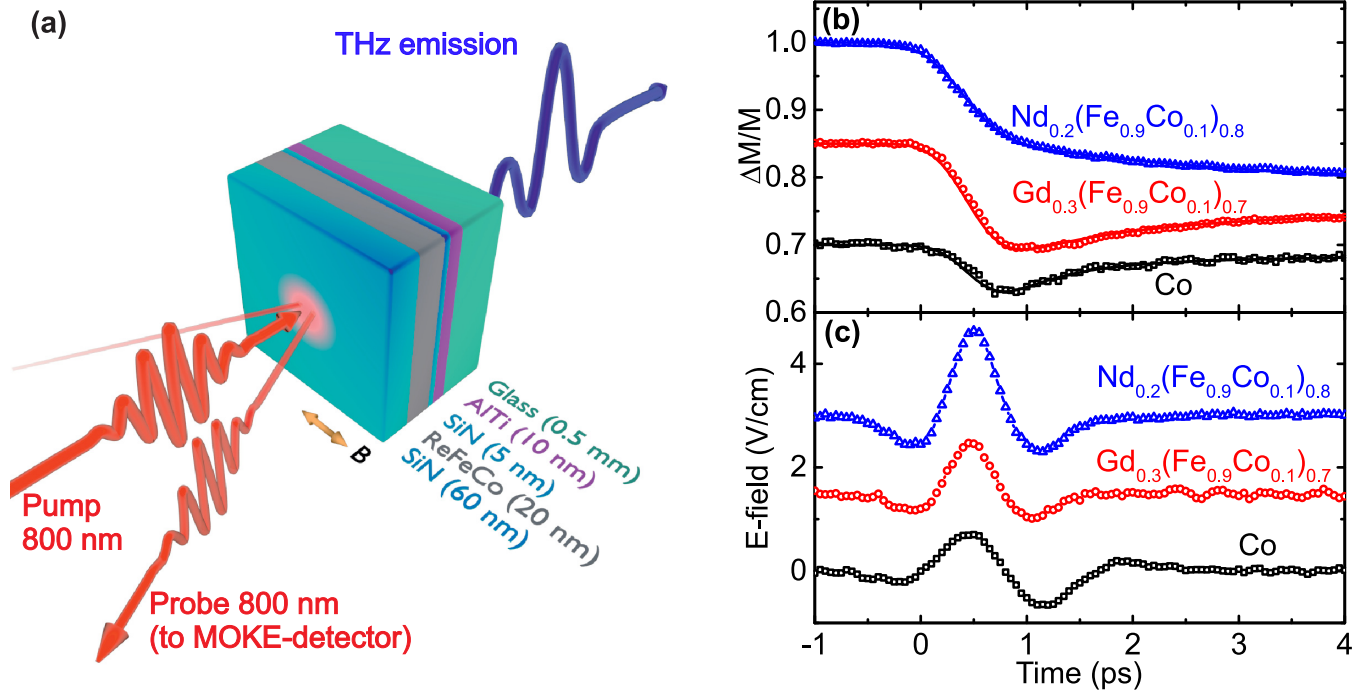 (a)
THz emission
Glass (0.5 mm)
AlTi (10 nm)
SiN (5 nm)
ReFeCo (20 nm)
SiN (60 nm)
B
Pump
800 nm
Probe 800 nm
(to MOKE-detector)
(b)
ΔM/M
1.0
0.9
0.8
0.7
0.6
Nd0.2(Fe0.9Co0.1)0.8
Gd0.3(Fe0.9Co0.1)0.7
Co
(c)
E-field (V/cm)
4
2
0
Nd0.2(Fe0.9Co0.1)0.8
Gd0.3(Fe0.9Co0.1)0.7
Co
-1 0 1 2 3 4
Time (ps)